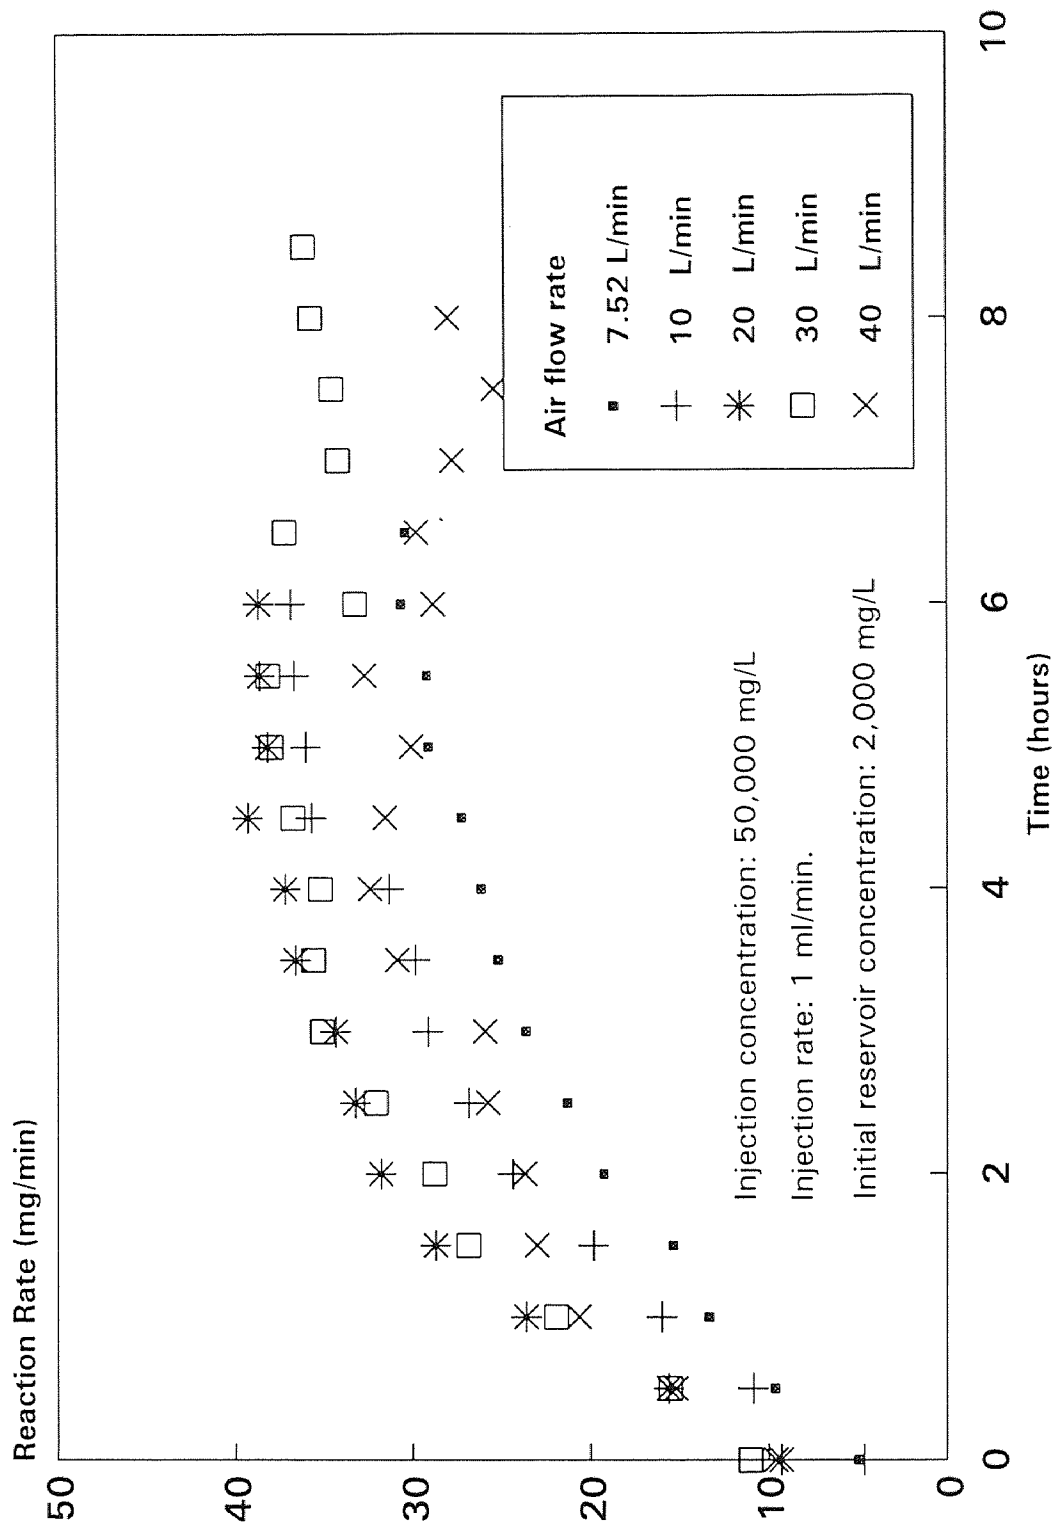 Reaction Rate (mg/min)
50
40
30
20
10
0
0
2
4
6
8
10
Time (hours)
Injection concentration: 50,000 mg/L
Injection rate: 1 ml/min.
Initial reservoir concentration: 2,000 mg/L
Air flow rate
7.52 L/min
10 L/min
20 L/min
30 L/min
40 L/min